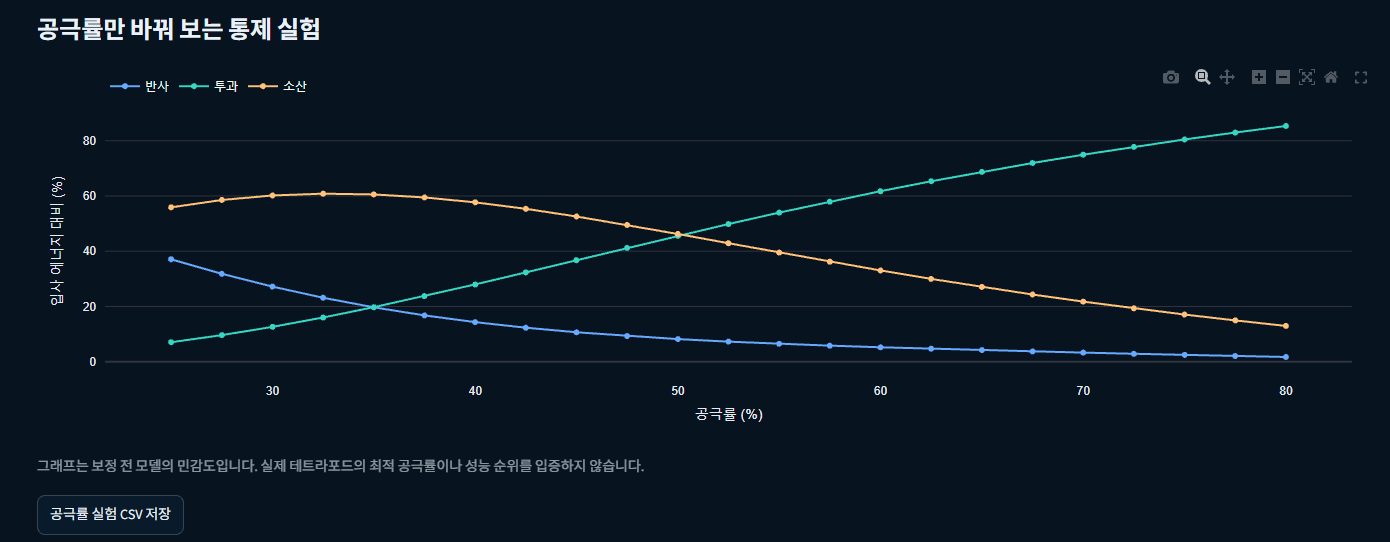 공극률만 바꿔 보는 통제 실험
반사 투과 소산
입사 에너지 대비 (%)
80
60
40
20
0
30 40 50 60 70 80
공극률 (%)
그래프는 보정 전 모델의 민감도입니다. 실제 테트라포드의 최적 공극률이나 성능 순위를 입증하지 않습니다.
공극률 실험 CSV 저장